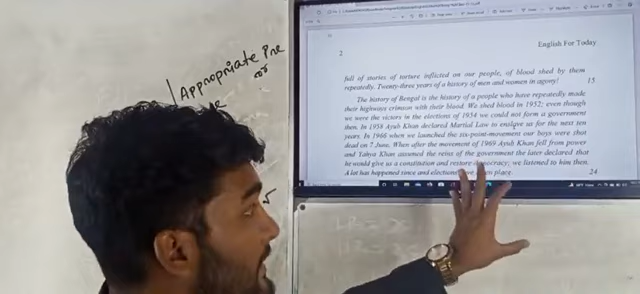 Appropriate Pre
or
2
English For Today
full of stories of torture inflicted on our people, of blood shed by them
repeatedly. Twenty-three years of a history of men and women in agony!
15
The history of Bengal is the history of a people who have repeatedly made
their highways crimson with their blood. We shed blood in 1952; even though
we were the victors in the elections of 1954 we could not form a government
then. In 1958 Ayub Khan declared Martial Law to enslave us for the next ten
years. In 1966 when we launched the six-point-movement our boys were shot
dead on 7 June. When after the movement of 1969 Ayub Khan fell from power
and Yahya Khan assumed the reins of the government the later declared that
he would give us a constitution and restore democracy; we listened to him then.
A lot has happened since and elections place.
24